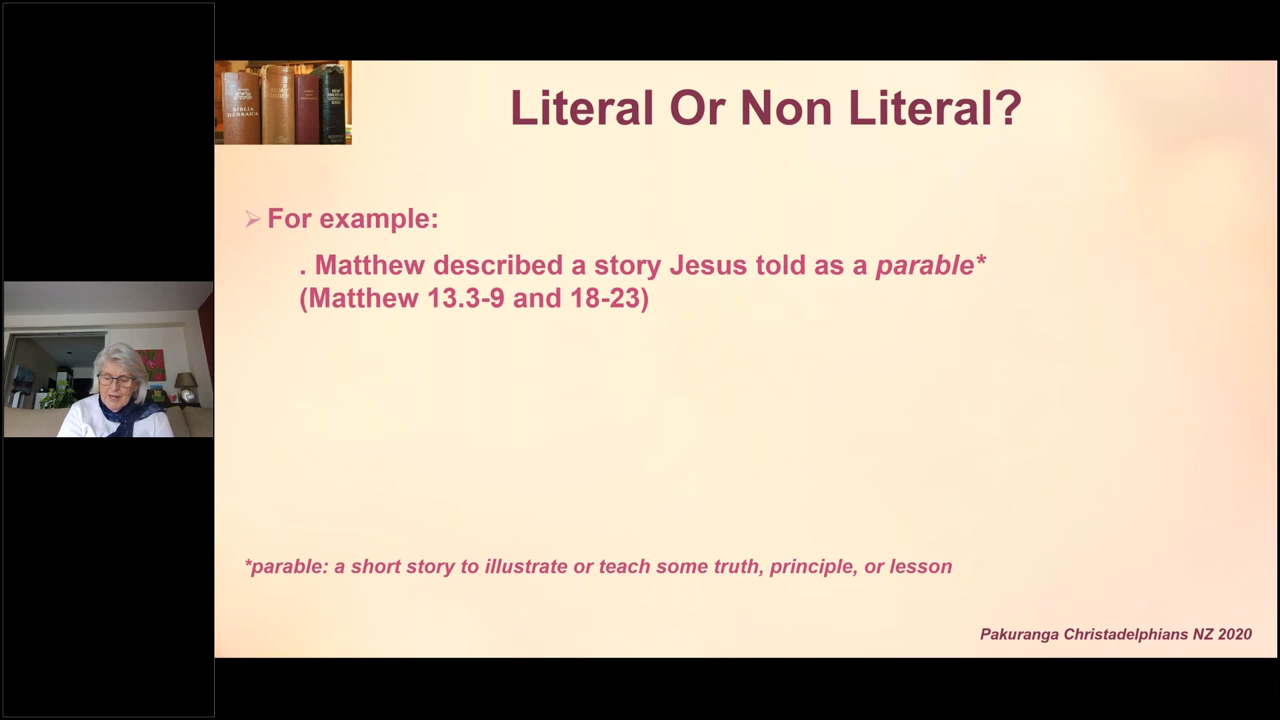 BIBLIA
HEBRAICA
Literal Or Non Literal?
For example:
. Matthew described a story Jesus told as a parable*
(Matthew 13.3-9 and 18-23)
*parable: a short story to illustrate or teach some truth, principle, or lesson
Pakuranga Christadelphians NZ 2020